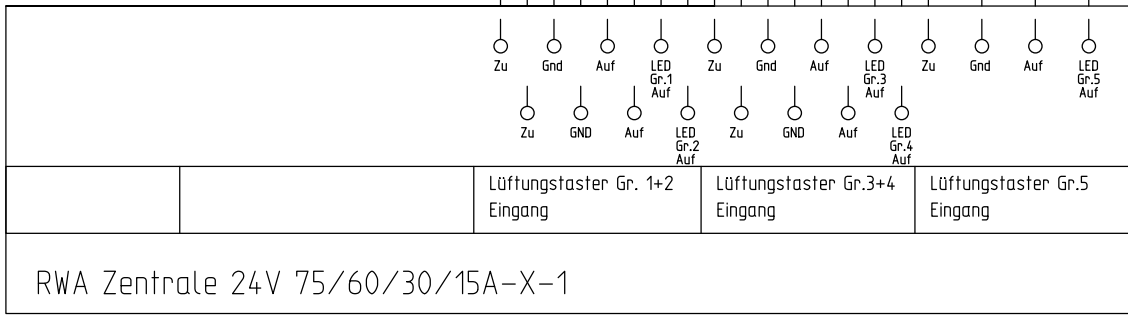 Zu Gnd Auf LED Zu Gnd Auf LED Zu Gnd Auf LED
Gr.1 Gr.3 Gr.5
Auf Auf Auf
Zu GND Auf LED Zu GND Auf LED
Gr.2 Gr.4
Auf Auf
Lüftungstaster Gr. 1+2 Lüftungstaster Gr.3+4 Lüftungstaster Gr.5
Eingang Eingang Eingang
RWA Zentrale 24V 75/60/30/15A-X-1